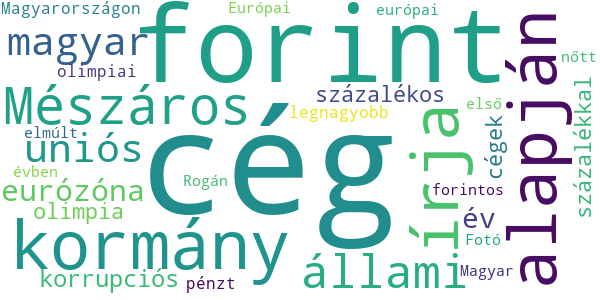 Magyarországon
Európai
európai
forint
magyar
olimpiai
alapján
nőtt
Mészáros
százalékos
százalékkal
legnagyobb
első
elmúlt
uniós
cég
írja
cégek
évben
Rogán
eurózóna
forintos
olimpia
év
kormány
Fotó
állami
Magyar
korrupciós
pénzt